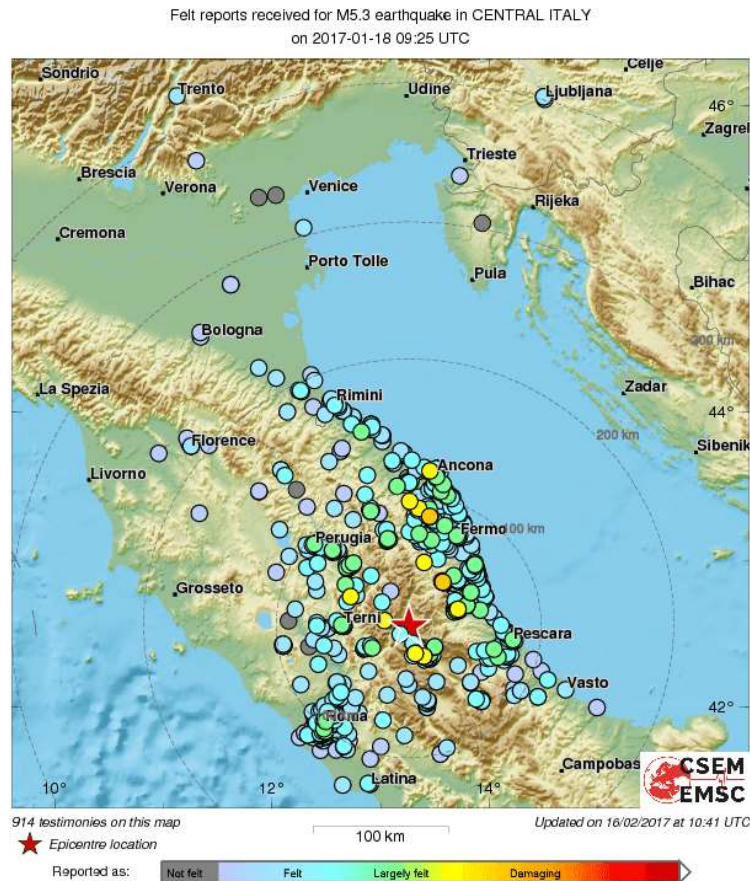 Felt reports received for M5.3 earthquake in CENTRAL ITALY
on 2017-01-18 09:25 UTC
Sondrio
Celje
Trento
Udine
Ljubljana
46°
Zagre
Trieste
Brescia
Verona
Venice
Rijeka
Cremona
Porto Tolle
Pula
Bihac
Bologna
300 km
La Spezia
Rimini
Zadar
44°
Florence
200 km
Sibenik
Livorno
Ancona
Fermo
100 km
Perugia
Grosseto
Terni
Pescara
Vasto
42°
Roma
Campobas
10°
12°
Latina
14°
CSEM
EMSC
914 testimonies on this map
Updated on 16/02/2017 at 10:41 UTC
Epicentre location
100 km
Reported as:
Not felt
Felt
Largely felt
Damaging